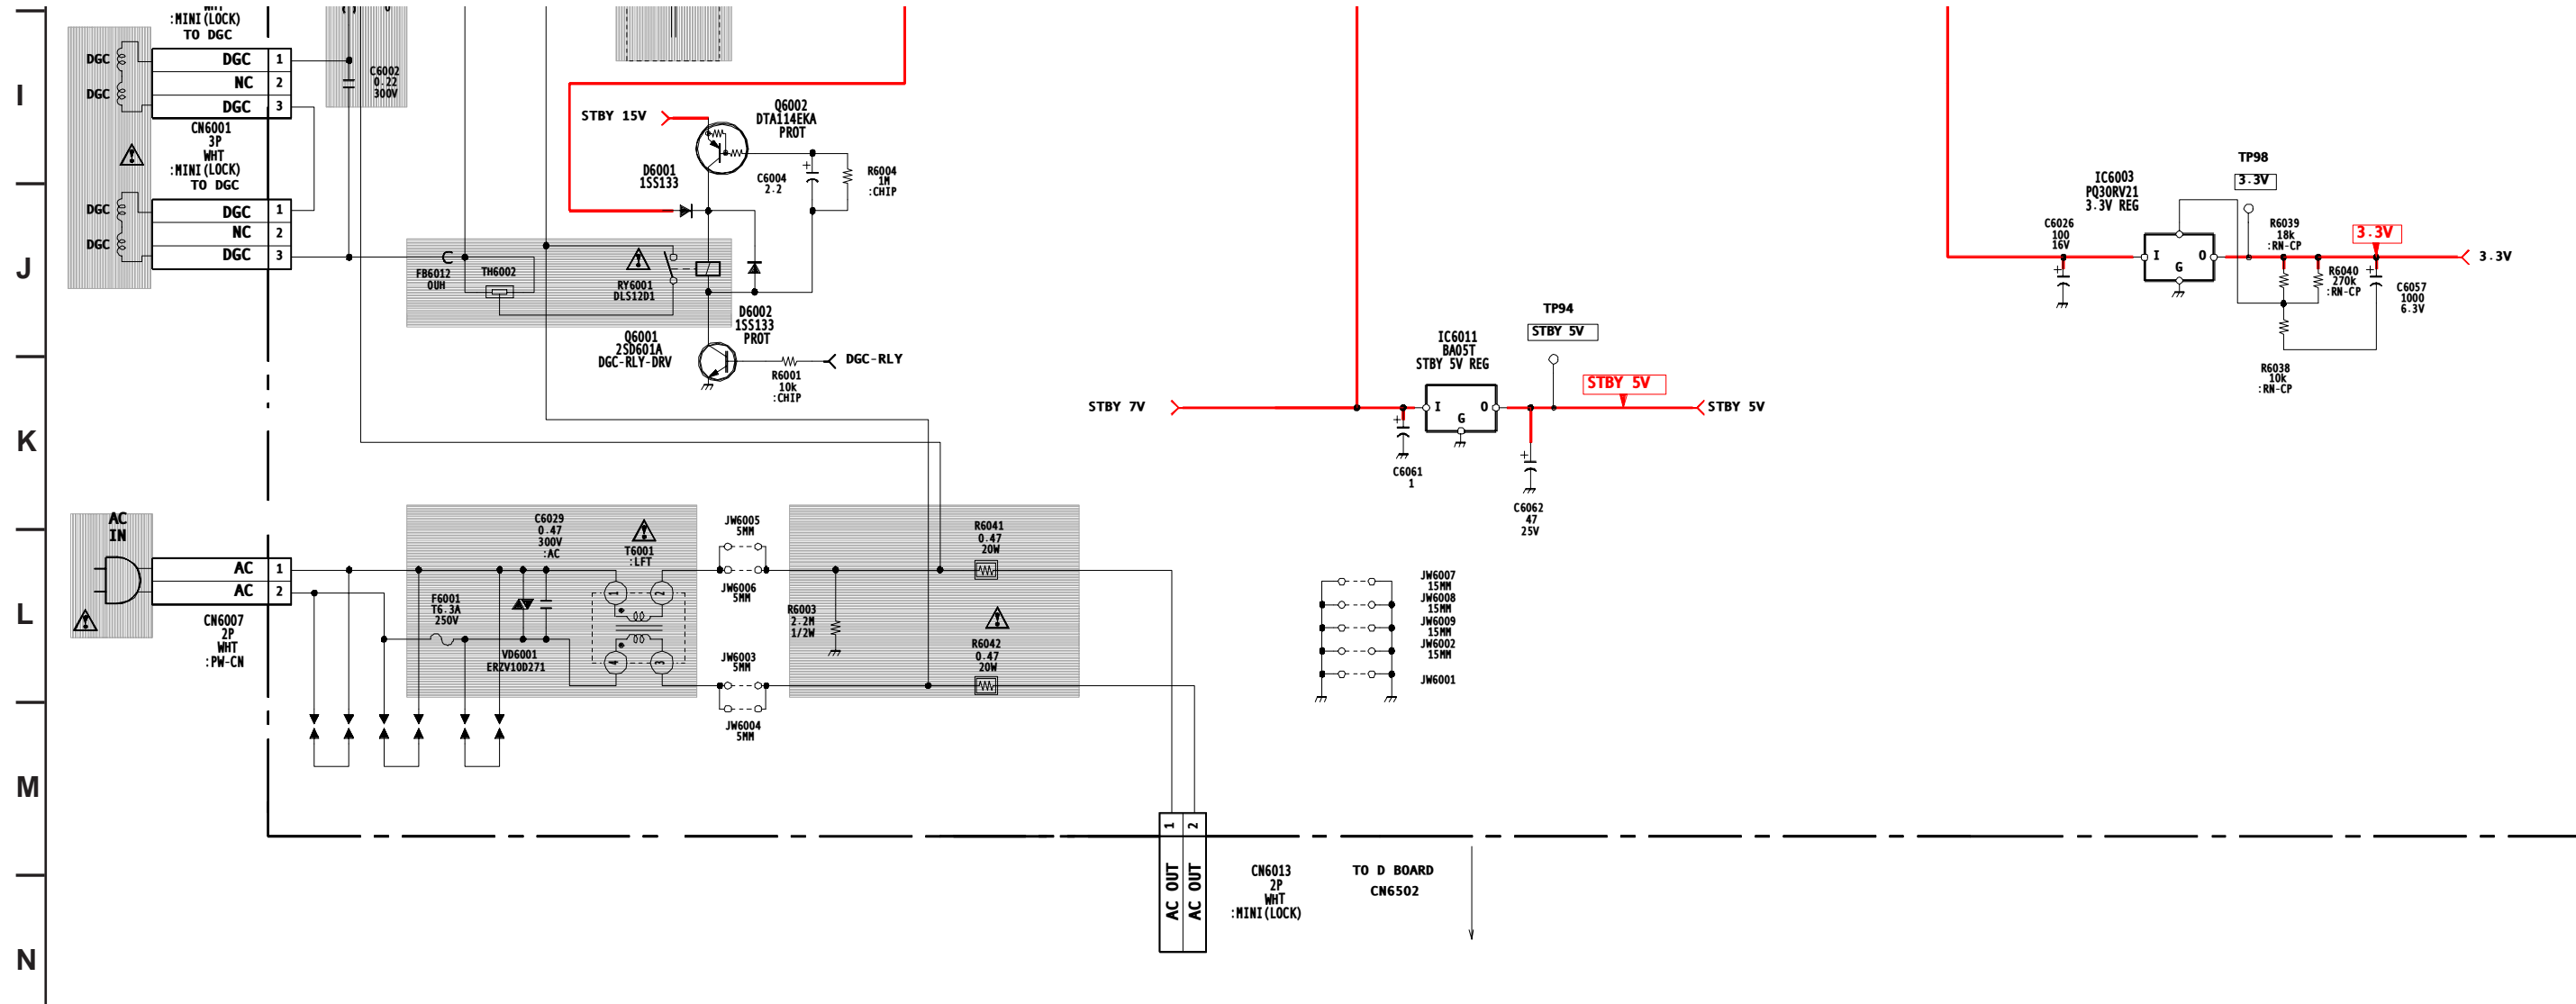 :MINI(LOCK)
TO DGC
DGC
DGC
DGC 1
NC 2
DGC 3
CN6001
3P
WHT
:MINI(LOCK)
TO DGC
DGC
DGC
DGC 1
NC 2
DGC 3
C6002
0.22
300V
I
J
K
L
M
N
STBY 15V
Q6002
DTA114EKA
PROT
D6001
1SS133
C6004
2.2
R6004
1M
:CHIP
FB6012
0UH
TH6002
RY6001
DLS12D1
D6002
1SS133
PROT
Q6001
2SD601A
DGC-RLY-DRV
R6001
10k
:CHIP
DGC-RLY
STBY 7V
IC6011
BA05T
STBY 5V REG
I
O
G
TP94
STBY 5V
STBY 5V
STBY 5V
C6061
1
C6062
47
25V
IC6003
PQ30RV21
3.3V REG
I
O
G
TP98
3.3V
C6026
100
16V
R6039
18k
:RN-CP
R6040
270k
:RN-CP
3.3V
3.3V
C6057
1000
6.3V
R6038
10k
:RN-CP
AC
IN
AC 1
AC 2
CN6007
2P
WHT
:PW-CN
F6001
T6.3A
250V
C6029
0.47
300V
:AC
VD6001
ERZV10D271
T6001
:LFT
1
2
4
3
JW6005
5MM
JW6006
5MM
JW6003
5MM
JW6004
5MM
R6003
2.2M
1/2W
R6041
0.47
20W
R6042
0.47
20W
JW6007
15MM
JW6008
15MM
JW6009
15MM
JW6002
15MM
JW6001
1
2
AC OUT
AC OUT
CN6013
2P
WHT
:MINI(LOCK)
TO D BOARD
CN6502